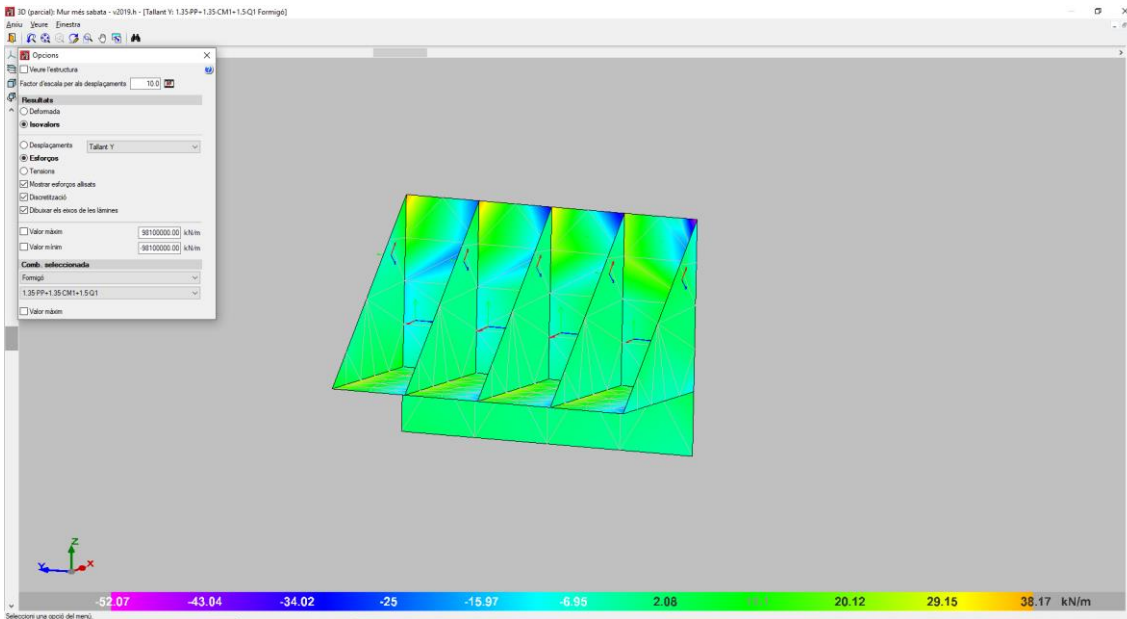 3D (parcial): Mur més sabata - v2019.h - [Tallant Y: 1.35·PP+1.35·CM1+1.5·Q1 Formigó]
Arxiu Veure Finestra
Opcions
Veure l'estructura
Factor d'escala per als desplaçaments 10.0
Resultats
Deformada
Isovalors
Desplaçaments Tallant Y
Esforços
Tensions
Mostrar esforços allisats
Discretització
Dibuixar els eixos de les làmines
Valor màxim 98100000.00 kN/m
Valor mínim -98100000.00 kN/m
Comb. seleccionada
Formigó
1.35·PP+1.35·CM1+1.5·Q1
Valor màxim
Z
Y X
-52.07 -43.04 -34.02 -25 -15.97 -6.95 2.08 20.12 29.15 38.17 kN/m
Seleccioni una opció del menú.